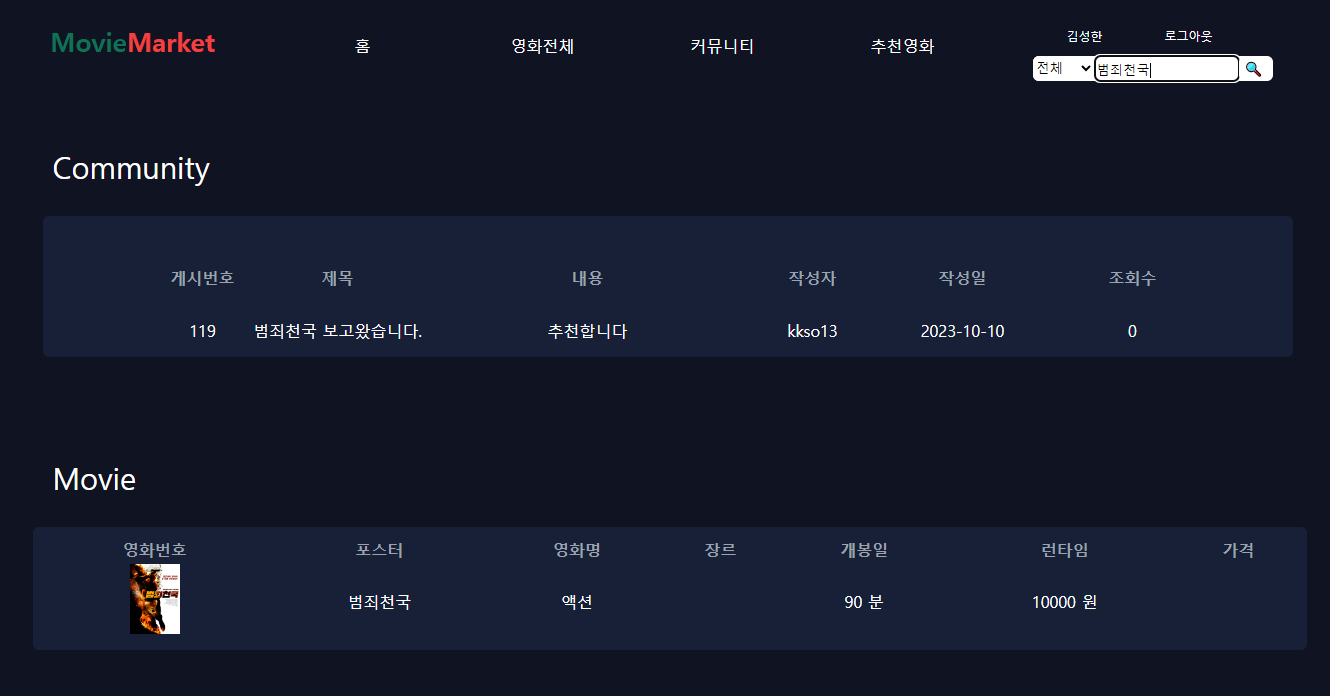 MovieMarket 홈 영화전체 커뮤니티 추천영화 김성한 로그아웃
전체 범죄천국
Community
게시번호 제목 내용 작성자 작성일 조회수
119 범죄천국 보고왔습니다. 추천합니다 kkso13 2023-10-10 0
Movie
영화번호 포스터 영화명 장르 개봉일 런타임 가격
범죄천국
범죄천국 액션 90 분 10000 원